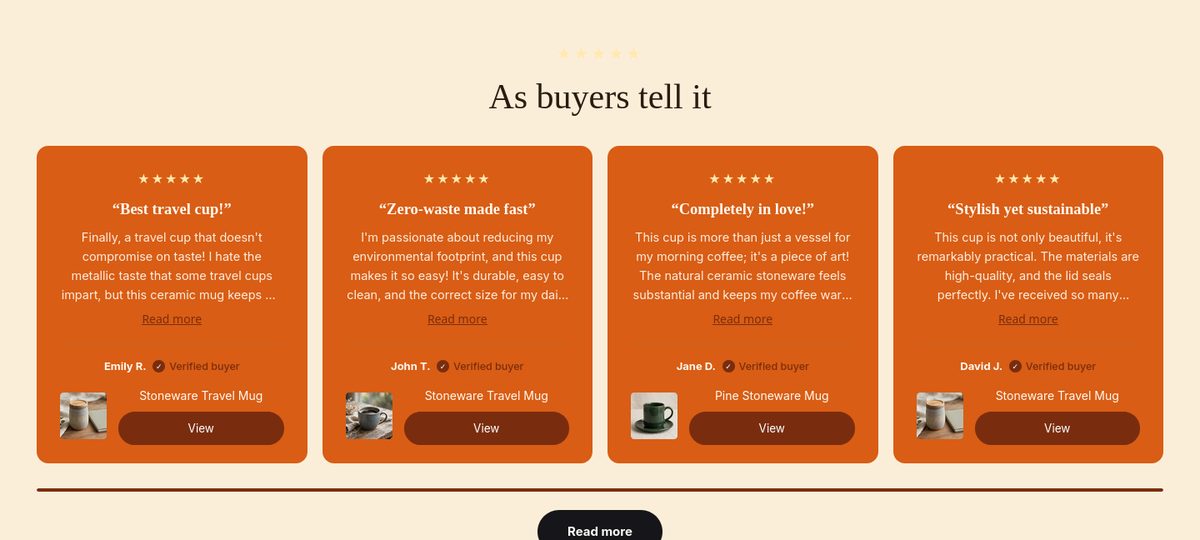 As buyers tell it
“Best travel cup!”
Finally, a travel cup that doesn't
compromise on taste! I hate the
metallic taste that some travel cups
impart, but this ceramic mug keeps ...
Read more
Emily R. Verified buyer
Stoneware Travel Mug
View
“Zero-waste made fast”
I'm passionate about reducing my
environmental footprint, and this cup
makes it so easy! It's durable, easy to
clean, and the correct size for my dai...
Read more
John T. Verified buyer
Stoneware Travel Mug
View
“Completely in love!”
This cup is more than just a vessel for
my morning coffee; it's a piece of art!
The natural ceramic stoneware feels
substantial and keeps my coffee war...
Read more
Jane D. Verified buyer
Pine Stoneware Mug
View
“Stylish yet sustainable”
This cup is not only beautiful, it's
remarkably practical. The materials are
high-quality, and the lid seals
perfectly. I've received so many...
Read more
David J. Verified buyer
Stoneware Travel Mug
View
Read more